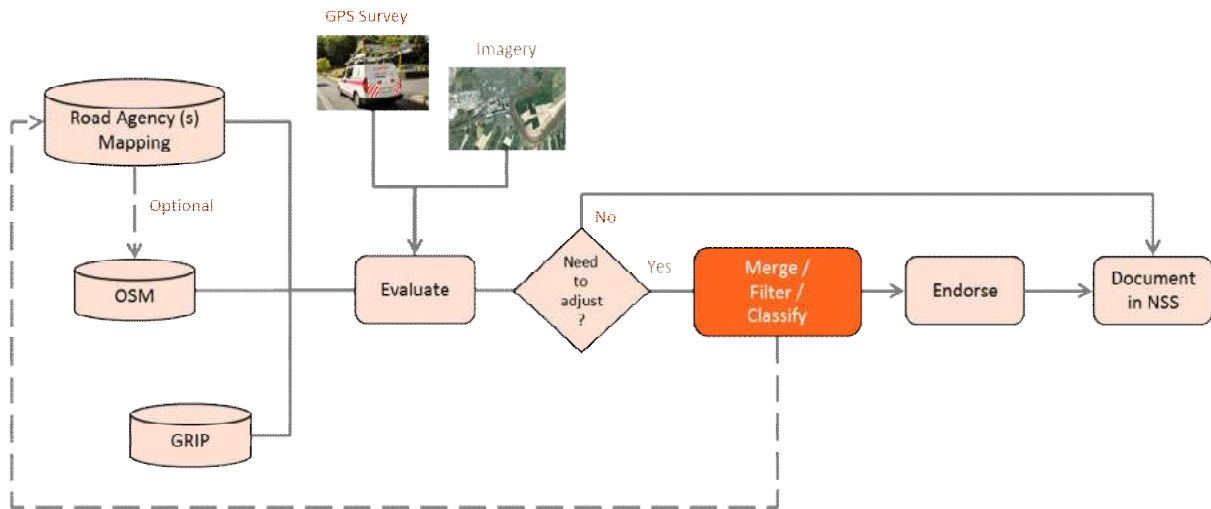 GPS Survey
Imagery
Road Agency (s)
Mapping
Optional
OSM
GRIP
Evaluate
Need
to
adjust
?
No
Yes
Merge /
Filter /
Classify
Endorse
Document
in NSS